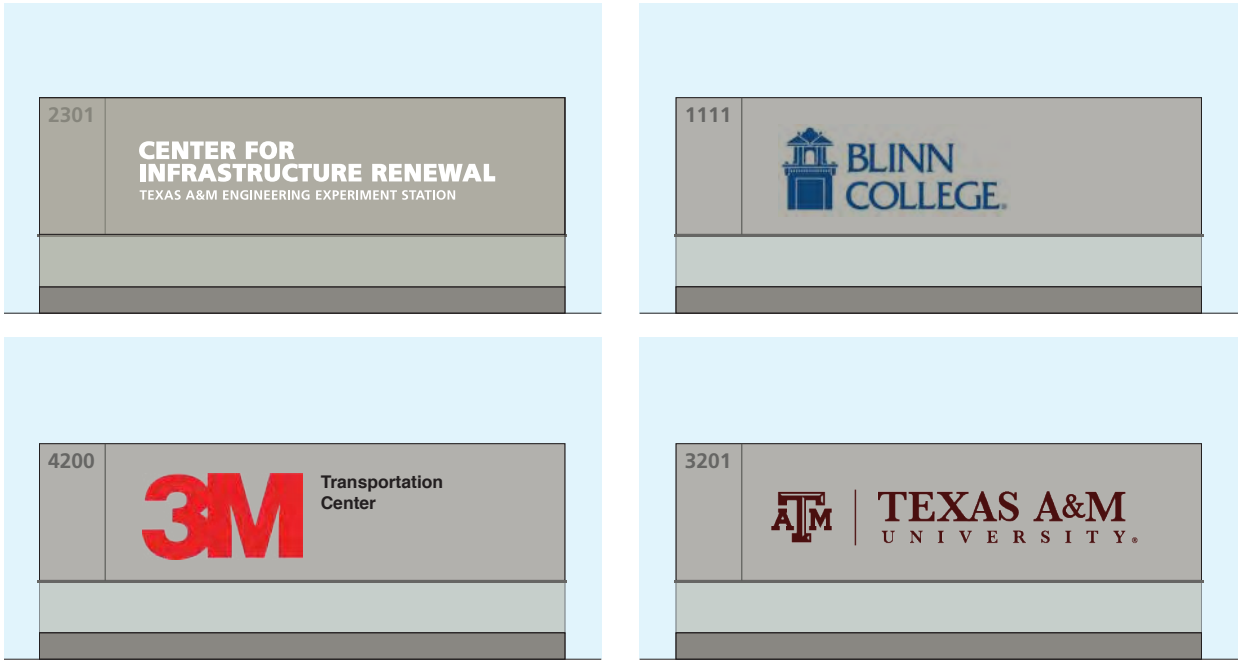 2301
CENTER FOR
INFRASTRUCTURE RENEWAL
TEXAS A&M ENGINEERING EXPERIMENT STATION
1111
BLINN
COLLEGE®
4200
3M
Transportation
Center
3201
ATM
TEXAS A&M
UNIVERSITY®